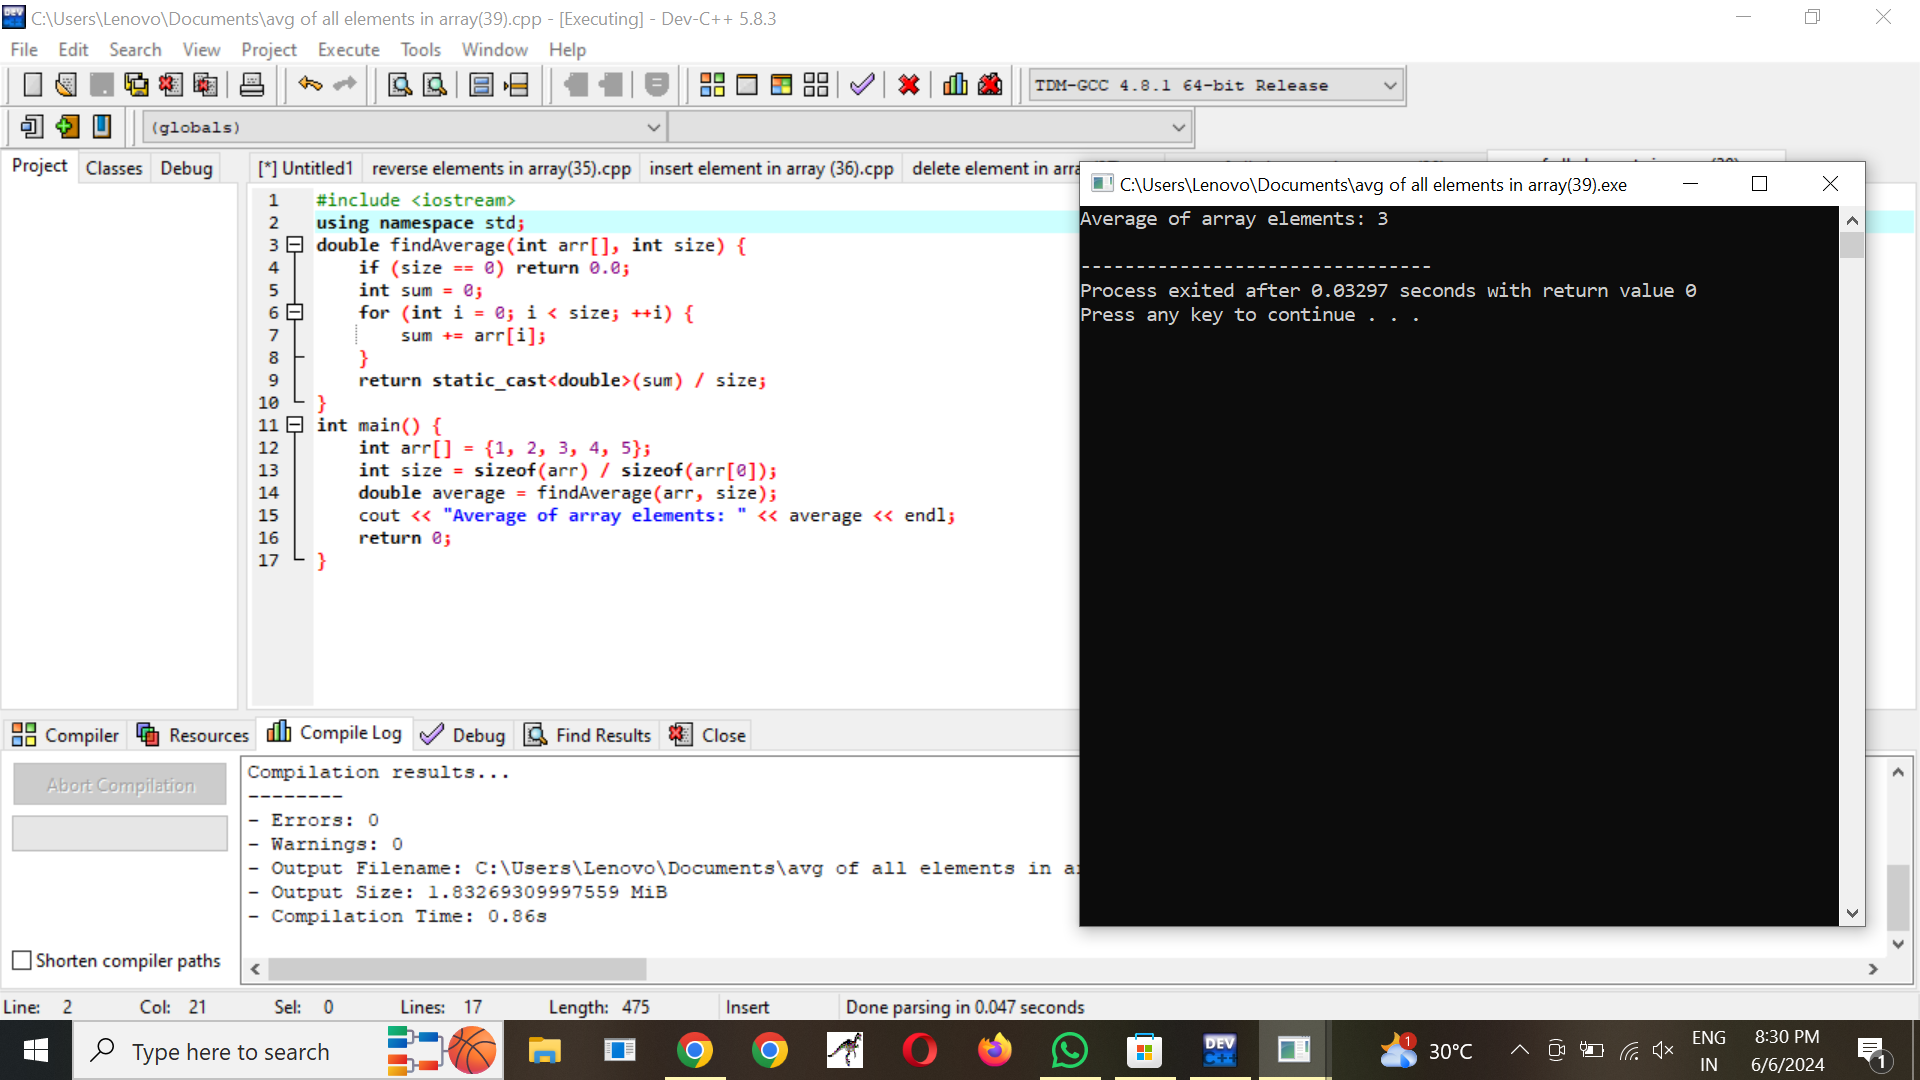 C:\Users\Lenovo\Documents\avg of all elements in array(39).cpp - [Executing] - Dev-C++ 5.8.3
File Edit Search View Project Execute Tools Window Help
TDM-GCC 4.8.1 64-bit Release
(globals)
Project Classes Debug
[*] Untitled1 reverse elements in array(35).cpp insert element in array (36).cpp delete element in arra
1 #include <iostream>
2 using namespace std;
3 double findAverage(int arr[], int size) {
4 if (size == 0) return 0.0;
5 int sum = 0;
6 for (int i = 0; i < size; ++i) {
7 sum += arr[i];
8 }
9 return static_cast<double>(sum) / size;
10 }
11 int main() {
12 int arr[] = {1, 2, 3, 4, 5};
13 int size = sizeof(arr) / sizeof(arr[0]);
14 double average = findAverage(arr, size);
15 cout << "Average of array elements: " << average << endl;
16 return 0;
17 }
C:\Users\Lenovo\Documents\avg of all elements in array(39).exe
Average of array elements: 3
--------------------------------
Process exited after 0.03297 seconds with return value 0
Press any key to continue . . .
Compiler Resources Compile Log Debug Find Results Close
Abort Compilation
Shorten compiler paths
Compilation results...
--------
- Errors: 0
- Warnings: 0
- Output Filename: C:\Users\Lenovo\Documents\avg of all elements in a
- Output Size: 1.83269309997559 MiB
- Compilation Time: 0.86s
Line: 2 Col: 21 Sel: 0 Lines: 17 Length: 475 Insert Done parsing in 0.047 seconds
Type here to search
DEV C++
1
30°C
ENG
IN
8:30 PM
6/6/2024
1